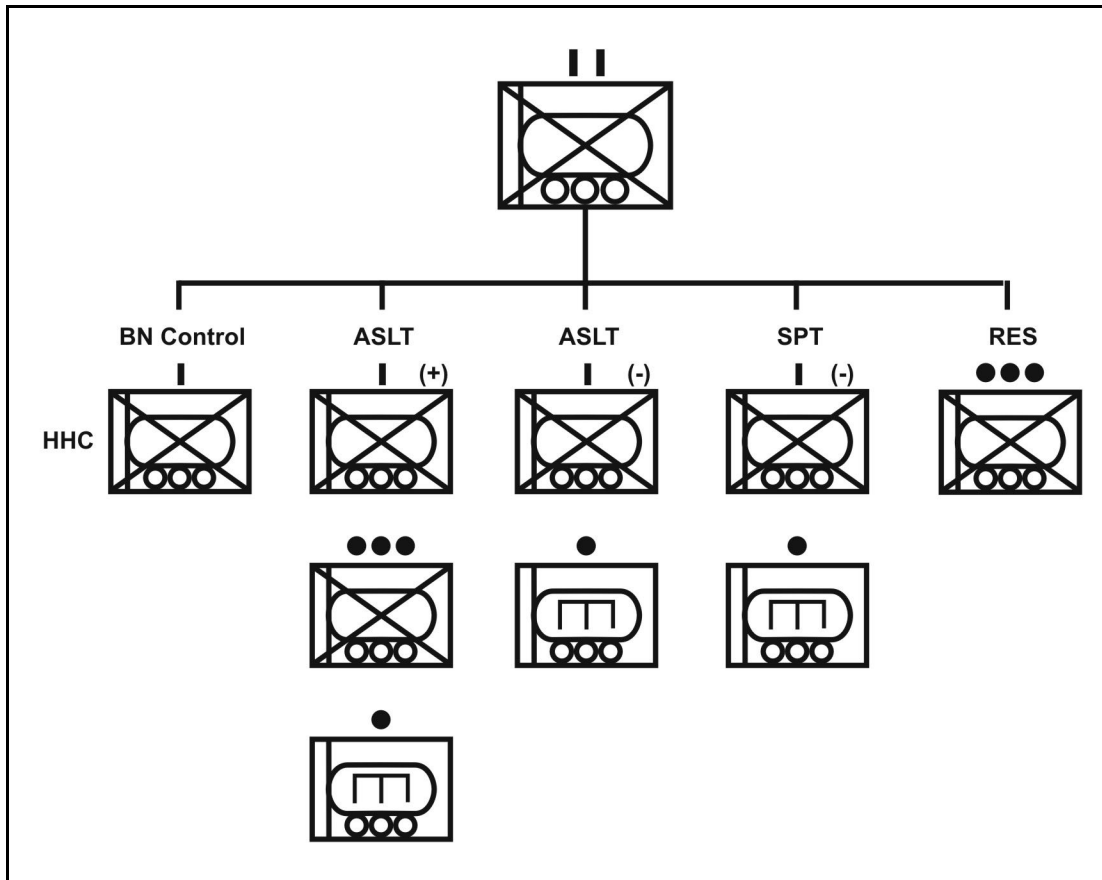 BN Control ASLT ASLT SPT RES
(+) (-) (-)
HHC